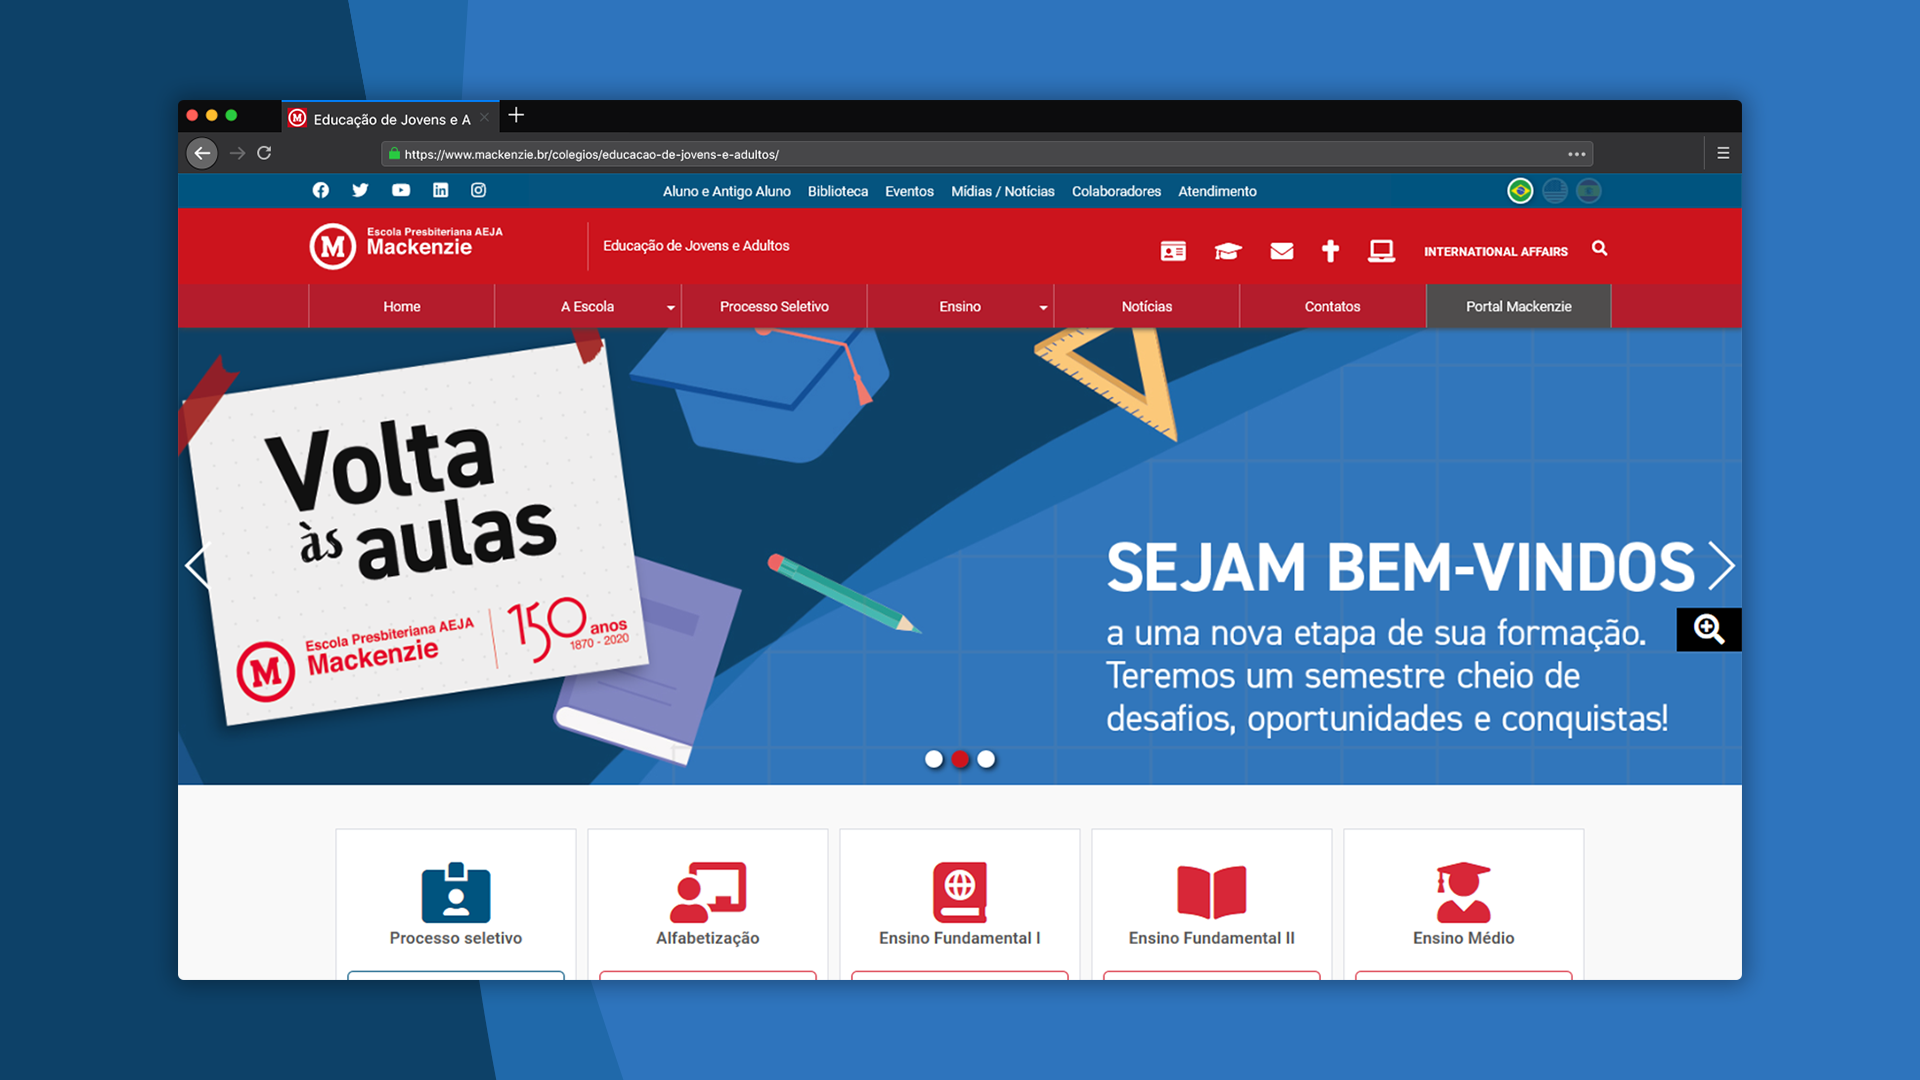 Educação de Jovens e A
https://www.mackenzie.br/colegios/educacao-de-jovens-e-adultos/
Aluno e Antigo Aluno Biblioteca Eventos Mídias / Notícias Colaboradores Atendimento
Escola Presbiteriana AEJA
Mackenzie
Educação de Jovens e Adultos
INTERNATIONAL AFFAIRS
Home A Escola Processo Seletivo Ensino Notícias Contatos Portal Mackenzie
Volta
às aulas
M
Escola Presbiteriana AEJA
Mackenzie
150 anos
1870 - 2020
SEJAM BEM-VINDOS
a uma nova etapa de sua formação.
Teremos um semestre cheio de
desafios, oportunidades e conquistas!
Processo seletivo
Alfabetização
Ensino Fundamental I
Ensino Fundamental II
Ensino Médio